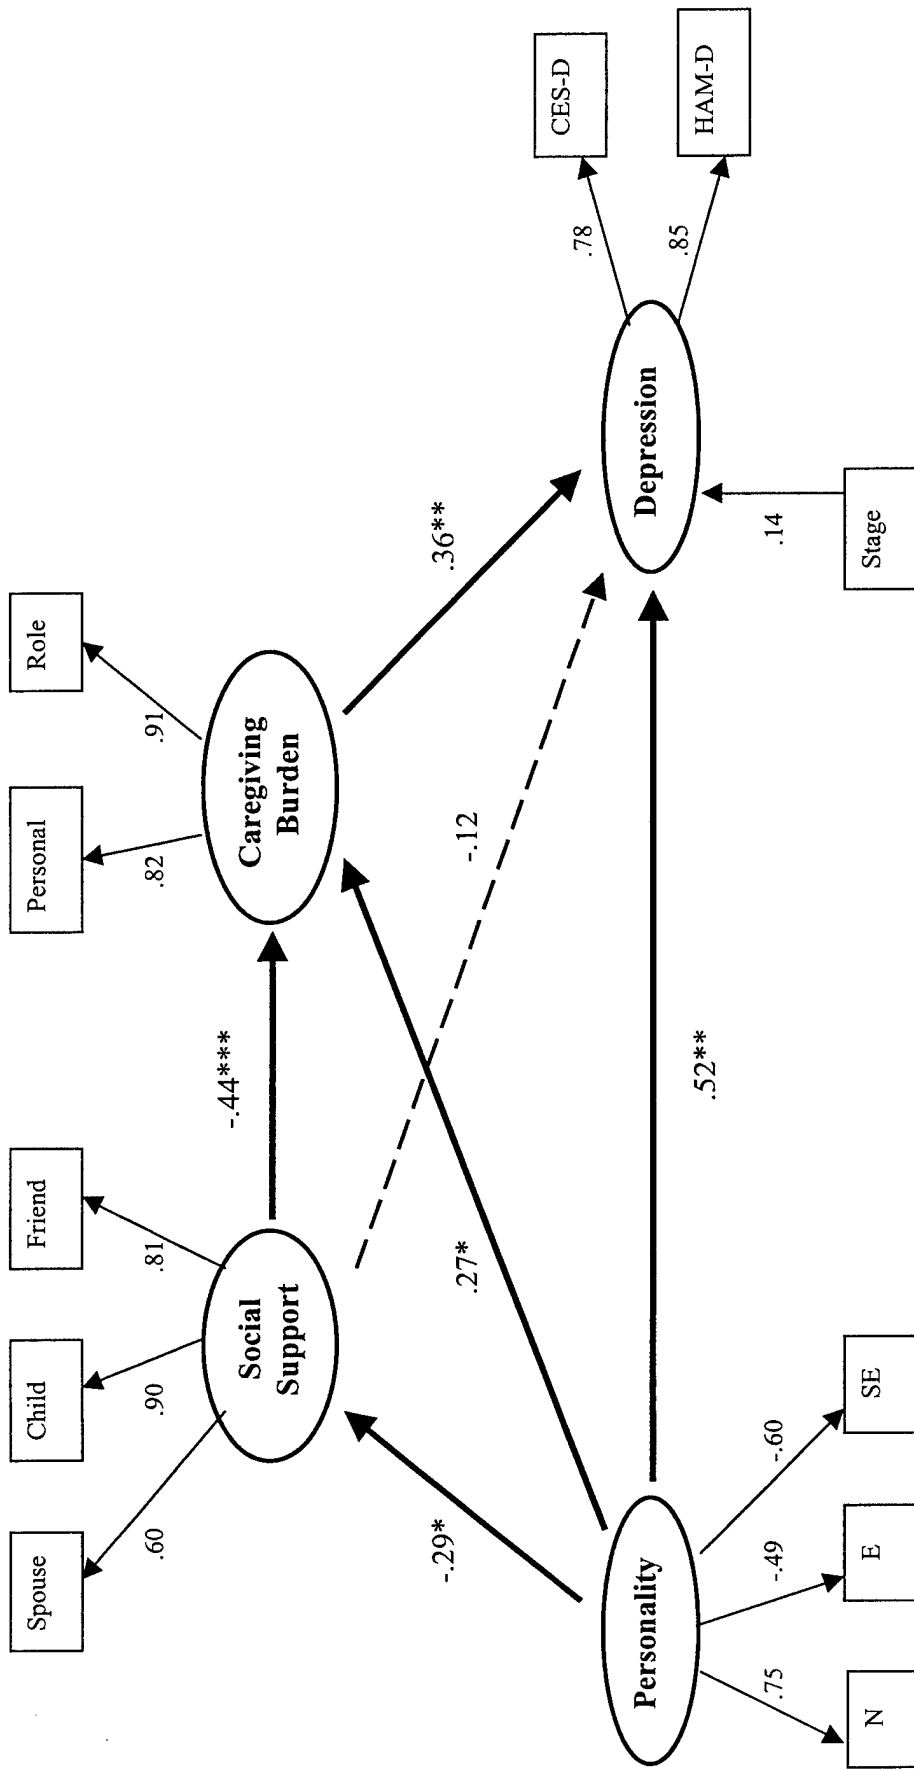 Spouse
Child
Friend
Personal
Role
.60
.90
.81
.82
.91
Social
Support
-.44***
Caregiving
Burden
-.29*
.27*
-.12
.36**
Personality
.52**
Depression
.78
CES-D
.85
HAM-D
.75
-.49
-.60
.14
N
E
SE
Stage